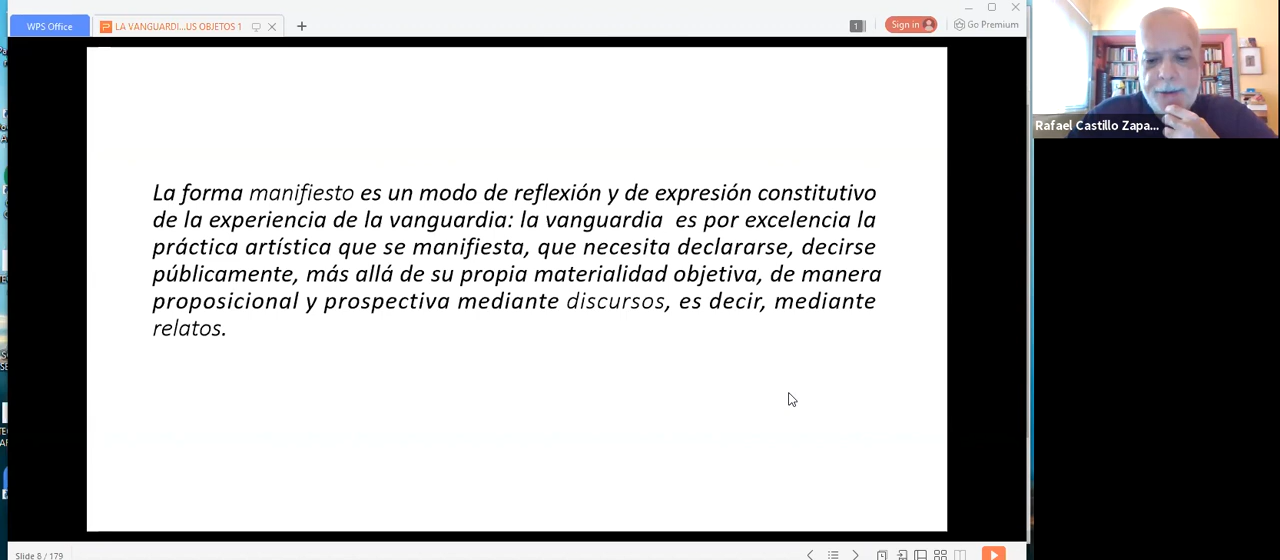 WPS Office
LA VANGUARDI...US OBJETOS 1
1
Sign in
Go Premium
Rafael Castillo Zapa...
La forma manifiesto es un modo de reflexión y de expresión constitutivo
de la experiencia de la vanguardia: la vanguardia es por excelencia la
práctica artística que se manifiesta, que necesita declararse, decirse
públicamente, más allá de su propia materialidad objetiva, de manera
proposicional y prospectiva mediante discursos, es decir, mediante
relatos.
Slide 8 / 179